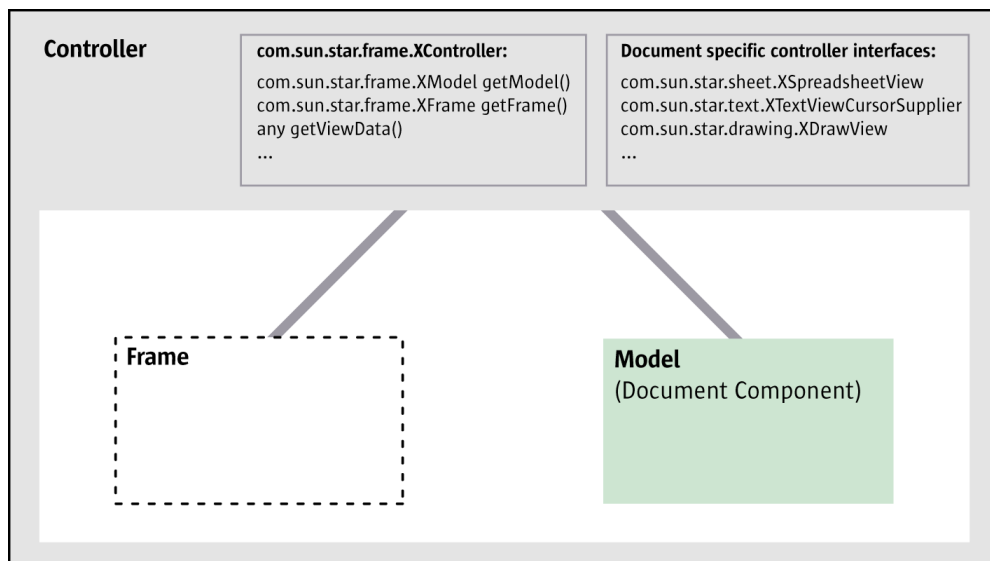 Controller
com.sun.star.frame.XController:
com.sun.star.frame.XModel getModel()
com.sun.star.frame.XFrame getFrame()
any getViewData()
...
Document specific controller interfaces:
com.sun.star.sheet.XSpreadsheetView
com.sun.star.text.XTextViewCursorSupplier
com.sun.star.drawing.XDrawView
...
Frame
Model
(Document Component)